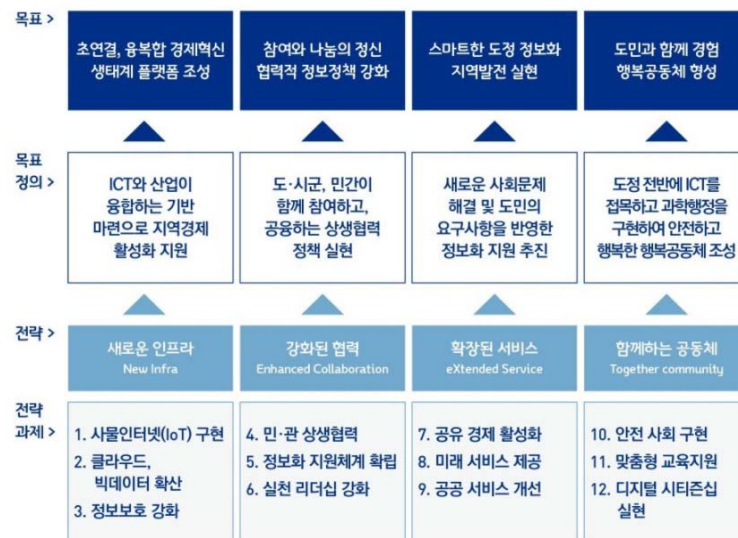 목표 >
초연결, 융복합 경제혁신
생태계 플랫폼 조성
참여와 나눔의 정신
협력적 정보정책 강화
스마트한 도정 정보화
지역발전 실현
도민과 함께 경험
행복공동체 형성
목표
정의 >
ICT와 산업이
융합하는 기반
마련으로 지역경제
활성화 지원
도·시군, 민간이
함께 참여하고,
공융하는 상생협력
정책 실현
새로운 사회문제
해결 및 도민의
요구사항을 반영한
정보화 지원 추진
도정 전반에 ICT를
접목하고 과학행정을
구현하여 안전하고
행복한 행복공동체 조성
전략 >
새로운 인프라
New Infra
강화된 협력
Enhanced Collaboration
확장된 서비스
eXtended Service
함께하는 공동체
Together community
전략
과제 >
1. 사물인터넷(IoT) 구현
2. 클라우드,
빅데이터 확산
3. 정보보호 강화
4. 민·관 상생협력
5. 정보화 지원체계 확립
6. 실천 리더십 강화
7. 공유 경제 활성화
8. 미래 서비스 제공
9. 공공 서비스 개선
10. 안전 사회 구현
11. 맞춤형 교육지원
12. 디지털 시티즌십
실현